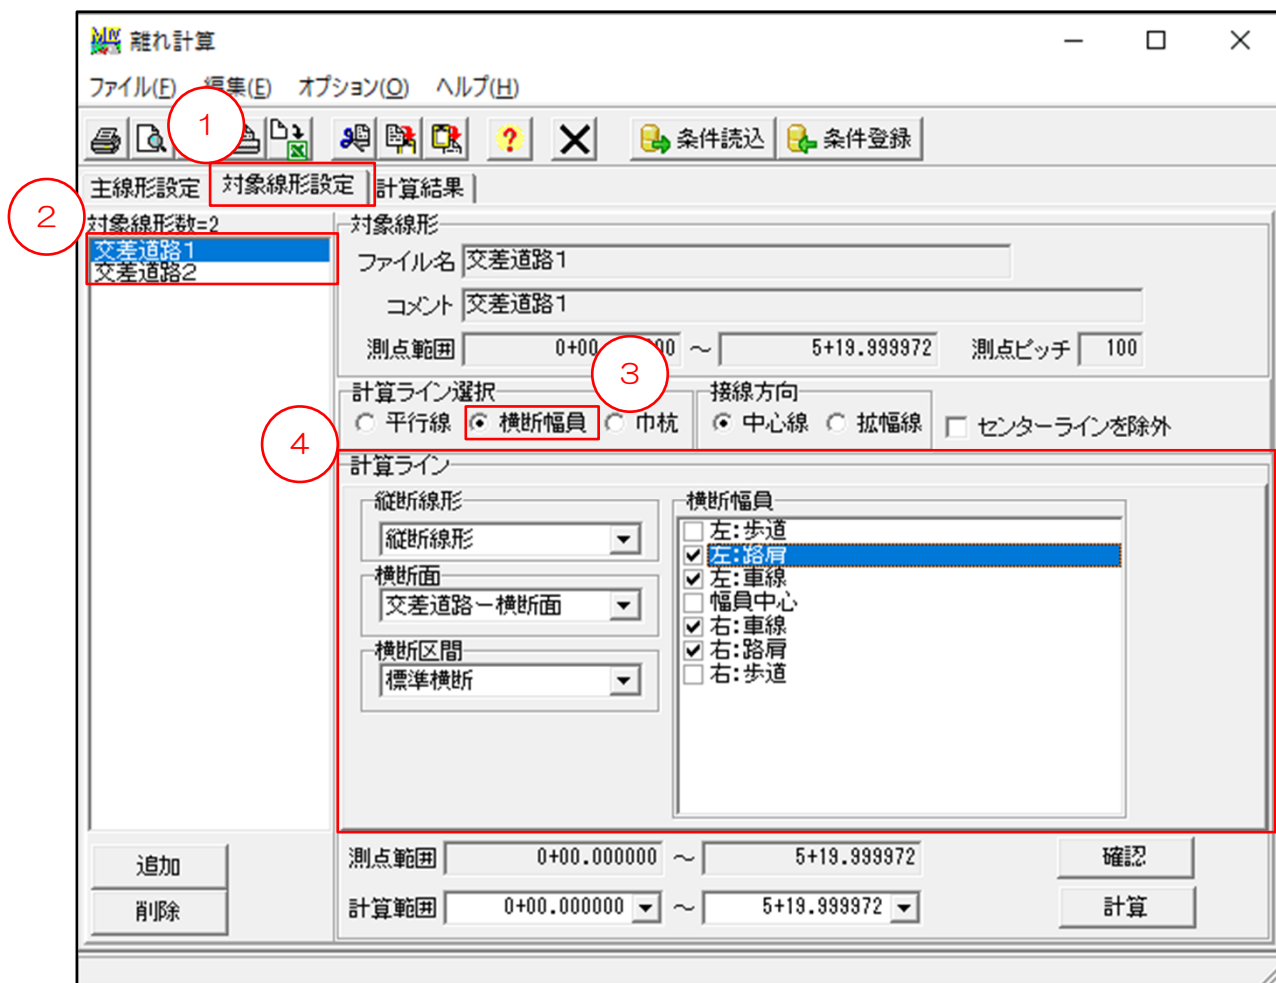 離れ計算
ファイル(F) 編集(E) オプション(O) ヘルプ(H)
1
? 条件読込 条件登録
主線形設定 対象線形設定 計算結果
2
対象線形数=2
交差道路1
交差道路2
対象線形
ファイル名 交差道路1
コメント 交差道路1
測点範囲 0+00. 00 ～ 5+19.999972 測点ピッチ 100
3
計算ライン選択 接線方向
平行線 横断幅員 巾杭 中心線 拡幅線 センターラインを除外
4
計算ライン
縦断線形 横断幅員
縦断線形
横断面
交差道路ー横断面
横断区間
標準横断
左:歩道
左:路肩
左:車線
幅員中心
右:車線
右:路肩
右:歩道
追加
削除
測点範囲 0+00.000000 ～ 5+19.999972 確認
計算範囲 0+00.000000 ～ 5+19.999972 計算